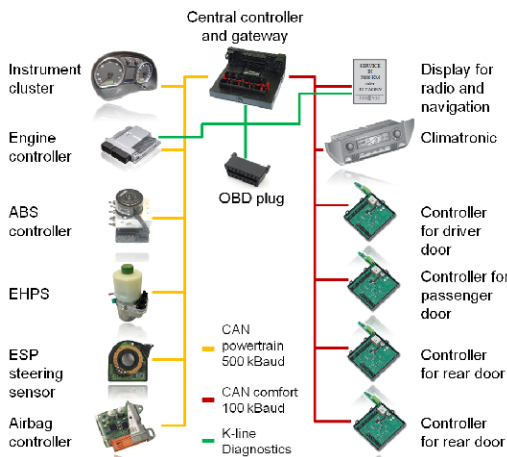 Central controller
and gateway
Instrument
cluster
Display for
radio and
navigation
Engine
controller
Climatronic
OBD plug
ABS
controller
Controller
for driver
door
EHPS
Controller for
passenger
door
ESP
steering
sensor
CAN
powertrain
500 kBaud
Controller
for rear door
CAN comfort
100 kBaud
Airbag
controller
K-line
Diagnostics
Controller
for rear door
SERVICE